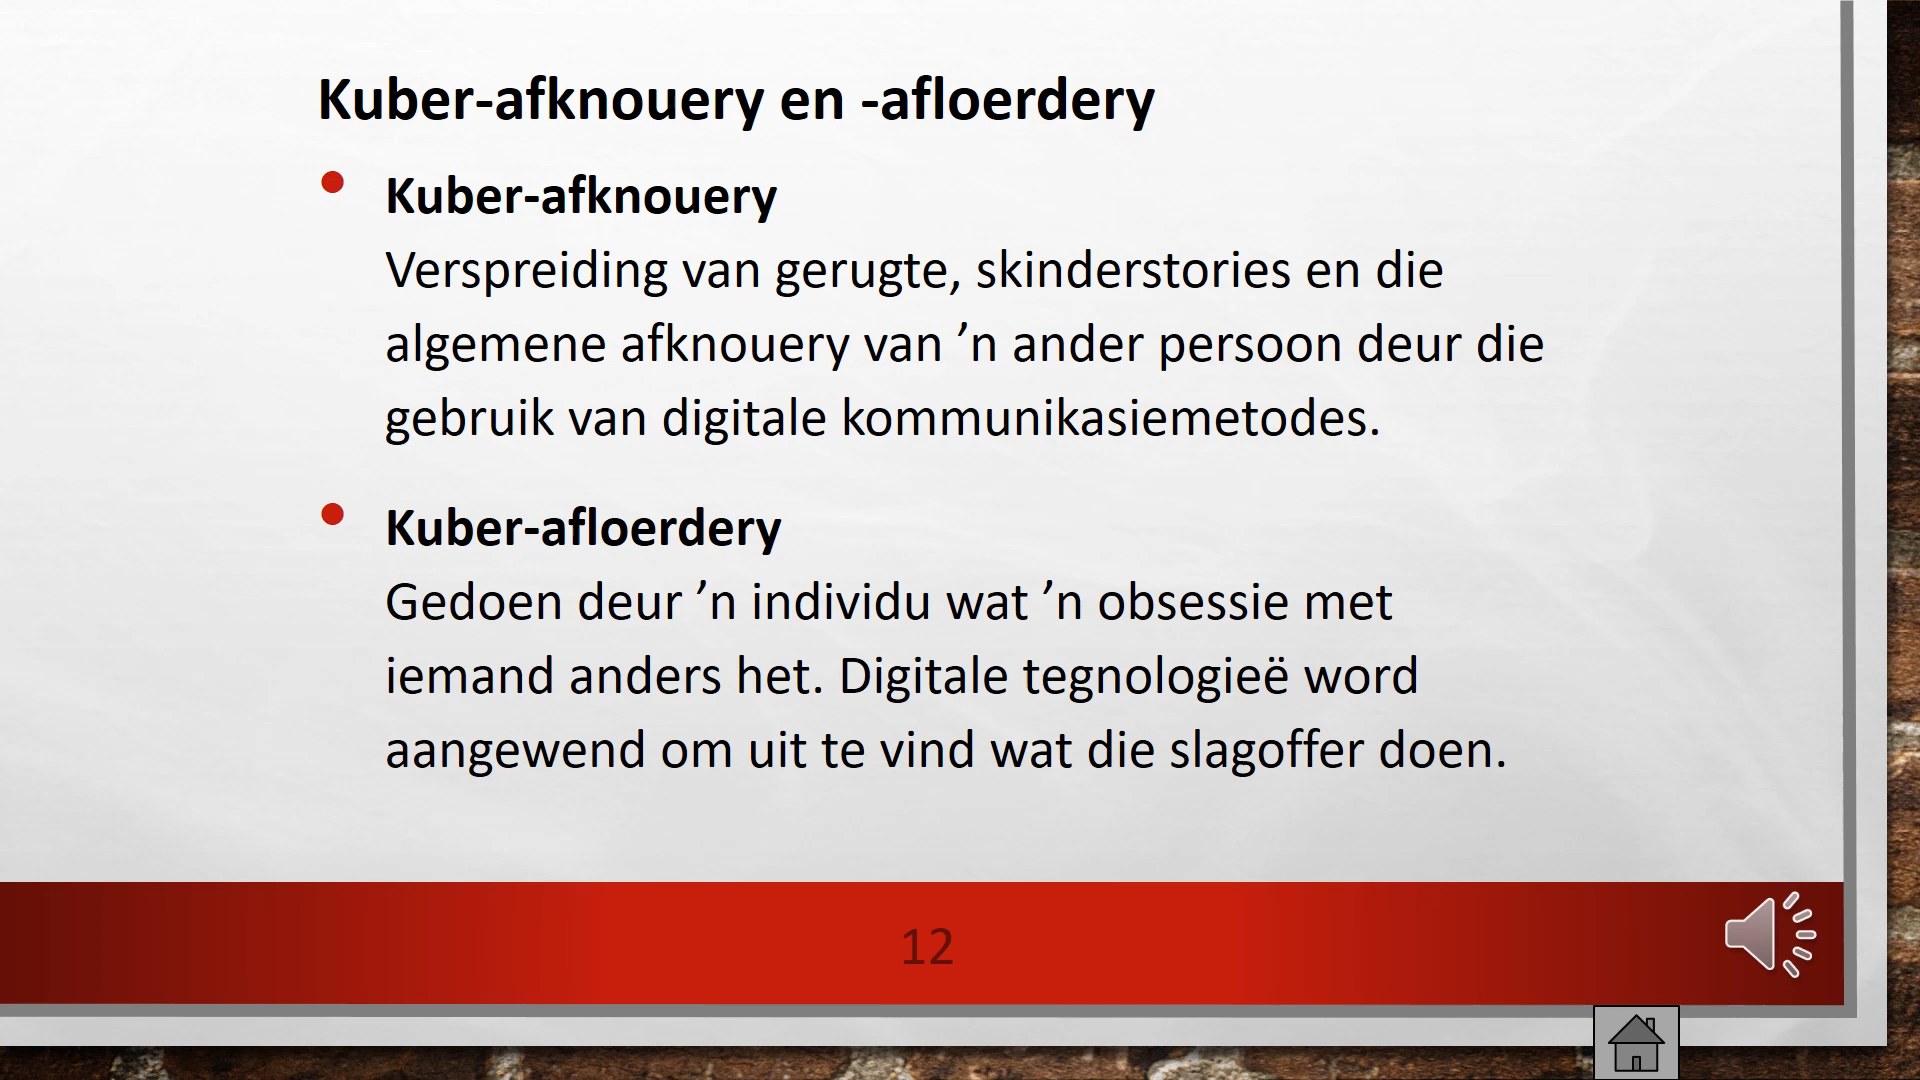 Kuber-afknouery en -afloerdery
• Kuber-afknouery
Verspreiding van gerugte, skinderstories en die
algemene afknouery van ’n ander persoon deur die
gebruik van digitale kommunikasiemetodes.
• Kuber-afloerdery
Gedoen deur ’n individu wat ’n obsessie met
iemand anders het. Digitale tegnologieë word
aangewend om uit te vind wat die slagoffer doen.
12